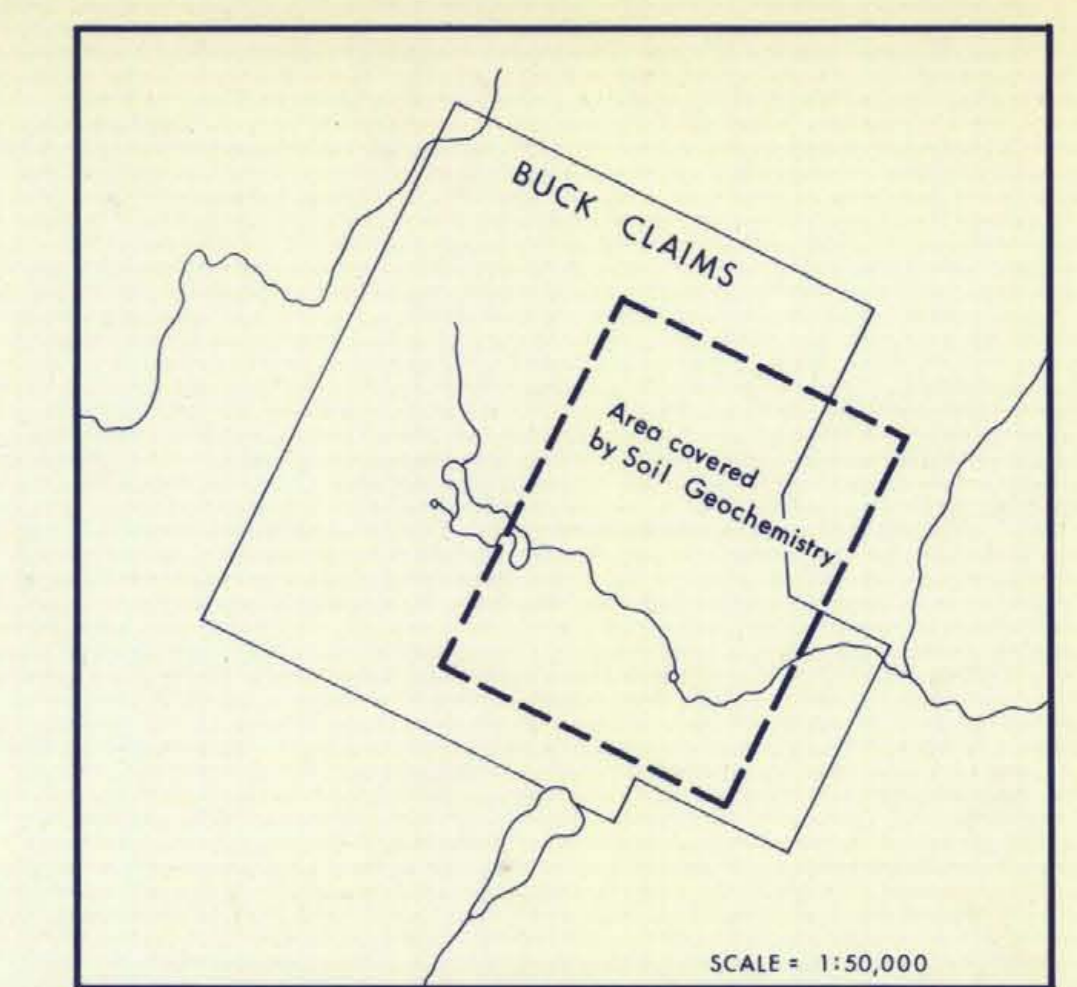 BUCK CLAIMS
Area covered
by Soil Geochemistry
SCALE = 1:50,000